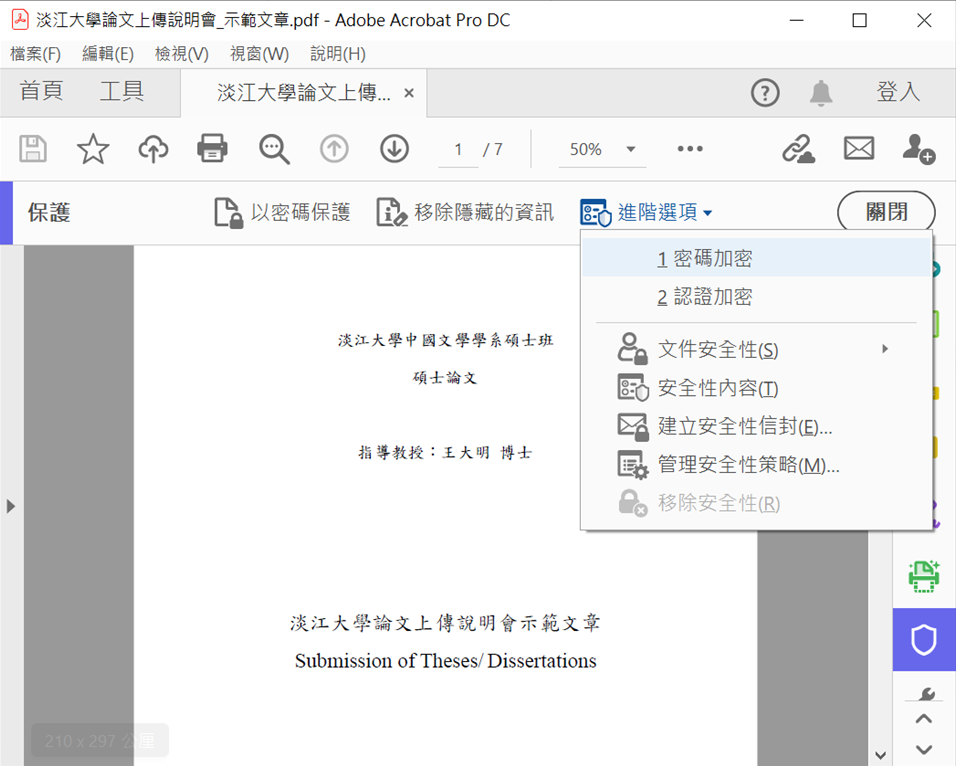 淡江大學論文上傳說明會_示範文章.pdf - Adobe Acrobat Pro DC
檔案(F) 編輯(E) 檢視(V) 視窗(W) 說明(H)
首頁 工具 淡江大學論文上傳... × 登入
1 / 7 50%
保護 以密碼保護 移除隱藏的資訊 進階選項 關閉
1 密碼加密
2 認證加密
文件安全性(S)
安全性內容(T)
建立安全性信封(E)...
管理安全性策略(M)...
移除安全性(R)
淡江大學中國文學學系碩士班
碩士論文
指導教授：王大明 博士
淡江大學論文上傳說明會示範文章
Submission of Theses/ Dissertations
210 x 297 公厘